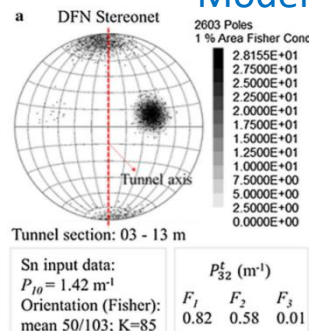 Model
a DFN Stereonet
2603 Poles
1 % Area Fisher Conc
2.8155E+01
2.7500E+01
2.5000E+01
2.2500E+01
2.0000E+01
1.7500E+01
1.5000E+01
1.2500E+01
1.0000E+01
7.5000E+00
5.0000E+00
2.5000E+00
0.0000E+00
Tunnel axis
Tunnel section: 03 - 13 m
Sn input data:
P10= 1.42 m-1
Orientation (Fisher):
mean 50/103; K=85
Pt32 (m-1)
F1 F2 F3
0.82 0.58 0.01